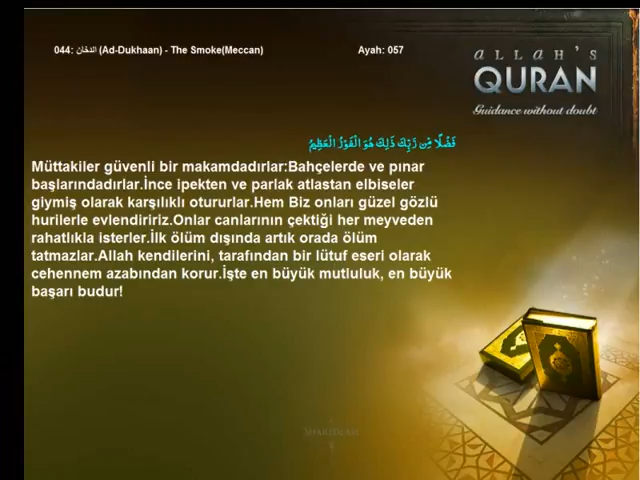 044: الدخان (Ad-Dukhaan) - The Smoke(Meccan) Ayah: 057
ALLAH'S
QURAN
Guidance without doubt
فَضْلًا مِّن رَّبِّكَ ذَٰلِكَ هُوَ الْفَوْزُ الْعَظِيمُ
Müttakiler güvenli bir makamdadırlar:Bahçelerde ve pınar
başlarındadırlar.İnce ipekten ve parlak atlastan elbiseler
giymiş olarak karşılıklı otururlar.Hem Biz onları güzel gözlü
hurilerle evlendiririz.Onlar canlarının çektiği her meyveden
rahatlıkla isterler.İlk ölüm dışında artık orada ölüm
tatmazlar.Allah kendilerini, tarafından bir lütuf eseri olarak
cehennem azabından korur.İşte en büyük mutluluk, en büyük
başarı budur!